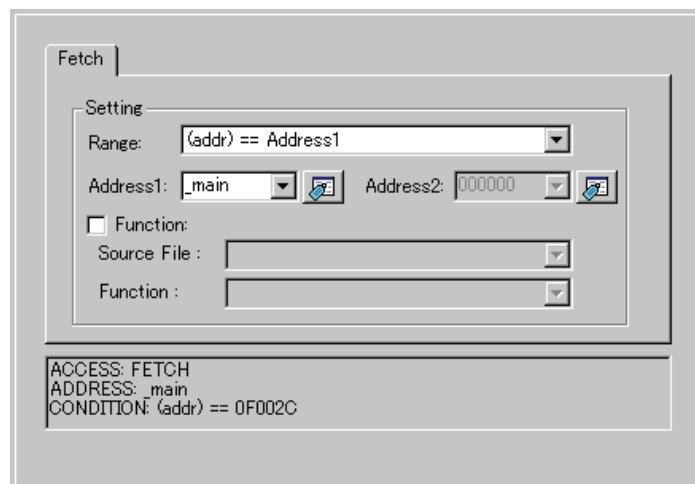 Fetch
Setting
Range: (addr) == Address1
Address1: _main Address2: 000000
Function:
Source File :
Function :
ACCESS: FETCH
ADDRESS: _main
CONDITION: (addr) == 0F002C